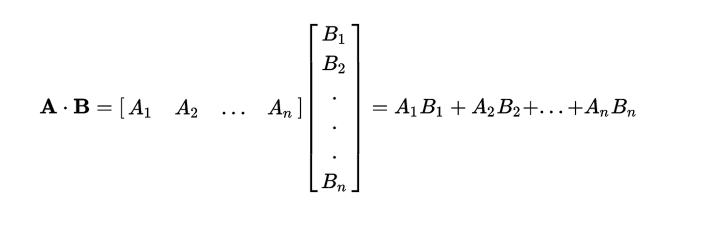 B₁
B₂
.
A · B = [ A₁ A₂ … Aₙ ] = A₁B₁ + A₂B₂+…+AₙBₙ
.
.
Bₙ